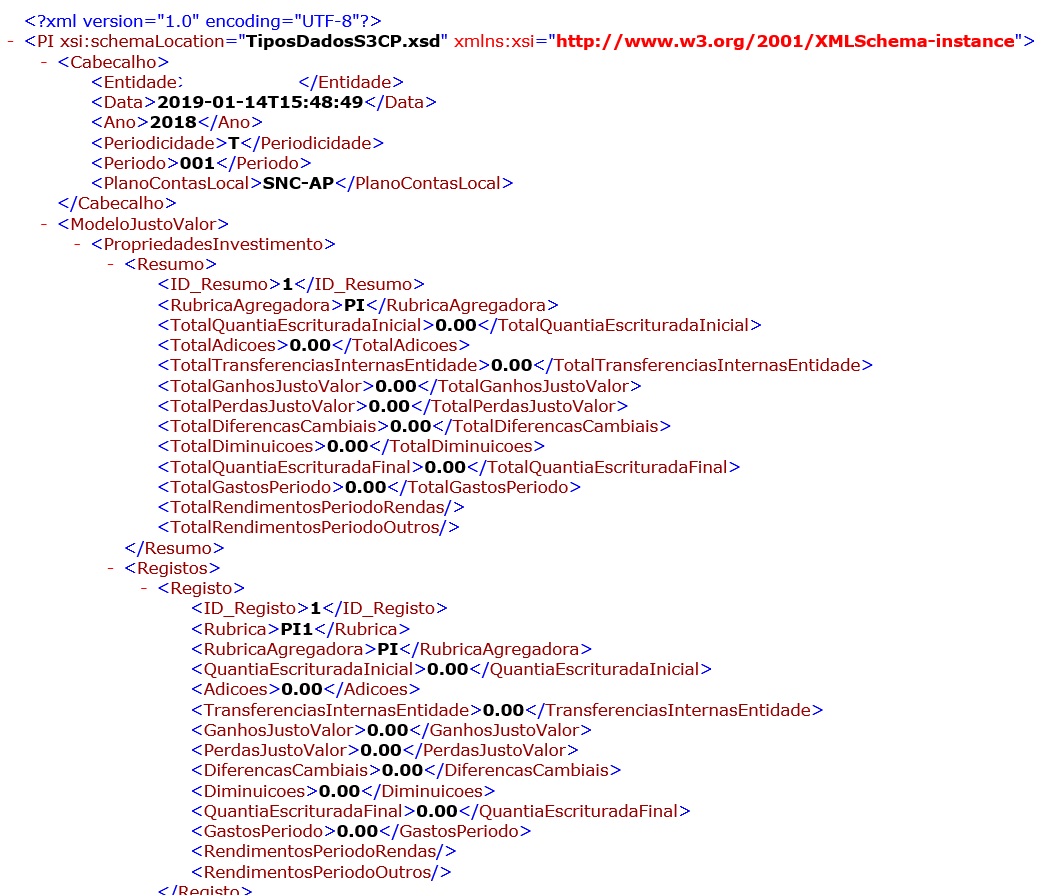 <?xml version="1.0" encoding="UTF-8"?>
- <PI xsi:schemaLocation="TiposDadosS3CP.xsd" xmlns:xsi="http://www.w3.org/2001/XMLSchema-instance">
- <Cabecalho>
<Entidade> </Entidade>
<Data>2019-01-14T15:48:49</Data>
<Ano>2018</Ano>
<Periodicidade>T</Periodicidade>
<Periodo>001</Periodo>
<PlanoContasLocal>SNC-AP</PlanoContasLocal>
</Cabecalho>
- <ModeloJustoValor>
- <PropriedadesInvestimento>
- <Resumo>
<ID_Resumo>1</ID_Resumo>
<RubricaAgregadora>PI</RubricaAgregadora>
<TotalQuantiaEscrituradaInicial>0.00</TotalQuantiaEscrituradaInicial>
<TotalAdicoes>0.00</TotalAdicoes>
<TotalTransferenciasInternasEntidade>0.00</TotalTransferenciasInternasEntidade>
<TotalGanhosJustoValor>0.00</TotalGanhosJustoValor>
<TotalPerdasJustoValor>0.00</TotalPerdasJustoValor>
<TotalDiferencasCambiais>0.00</TotalDiferencasCambiais>
<TotalDiminuicoes>0.00</TotalDiminuicoes>
<TotalQuantiaEscrituradaFinal>0.00</TotalQuantiaEscrituradaFinal>
<TotalGastosPeriodo>0.00</TotalGastosPeriodo>
<TotalRendimentosPeriodoRendas/>
<TotalRendimentosPeriodoOutros/>
</Resumo>
- <Registos>
- <Registo>
<ID_Registo>1</ID_Registo>
<Rubrica>PI1</Rubrica>
<RubricaAgregadora>PI</RubricaAgregadora>
<QuantiaEscrituradaInicial>0.00</QuantiaEscrituradaInicial>
<Adicoes>0.00</Adicoes>
<TransferenciasInternasEntidade>0.00</TransferenciasInternasEntidade>
<GanhosJustoValor>0.00</GanhosJustoValor>
<PerdasJustoValor>0.00</PerdasJustoValor>
<DiferencasCambiais>0.00</DiferencasCambiais>
<Diminuicoes>0.00</Diminuicoes>
<QuantiaEscrituradaFinal>0.00</QuantiaEscrituradaFinal>
<GastosPeriodo>0.00</GastosPeriodo>
<RendimentosPeriodoRendas/>
<RendimentosPeriodoOutros/>
</Registo>